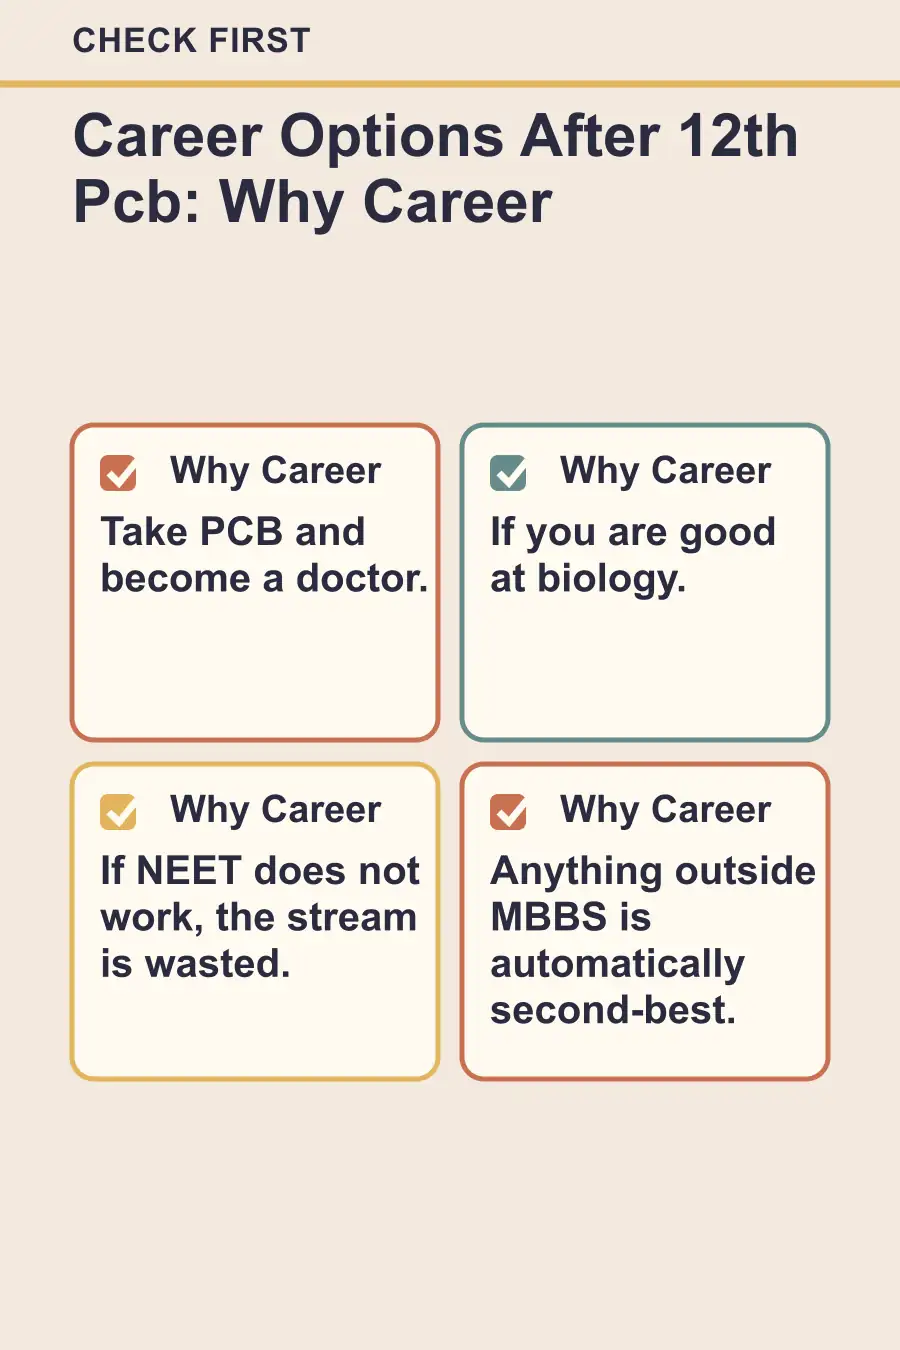 CHECK FIRST
Career Options After 12th
Pcb: Why Career
Why Career
Take PCB and
become a doctor.
Why Career
If you are good
at biology.
Why Career
If NEET does not
work, the stream
is wasted.
Why Career
Anything outside
MBBS is
automatically
second-best.